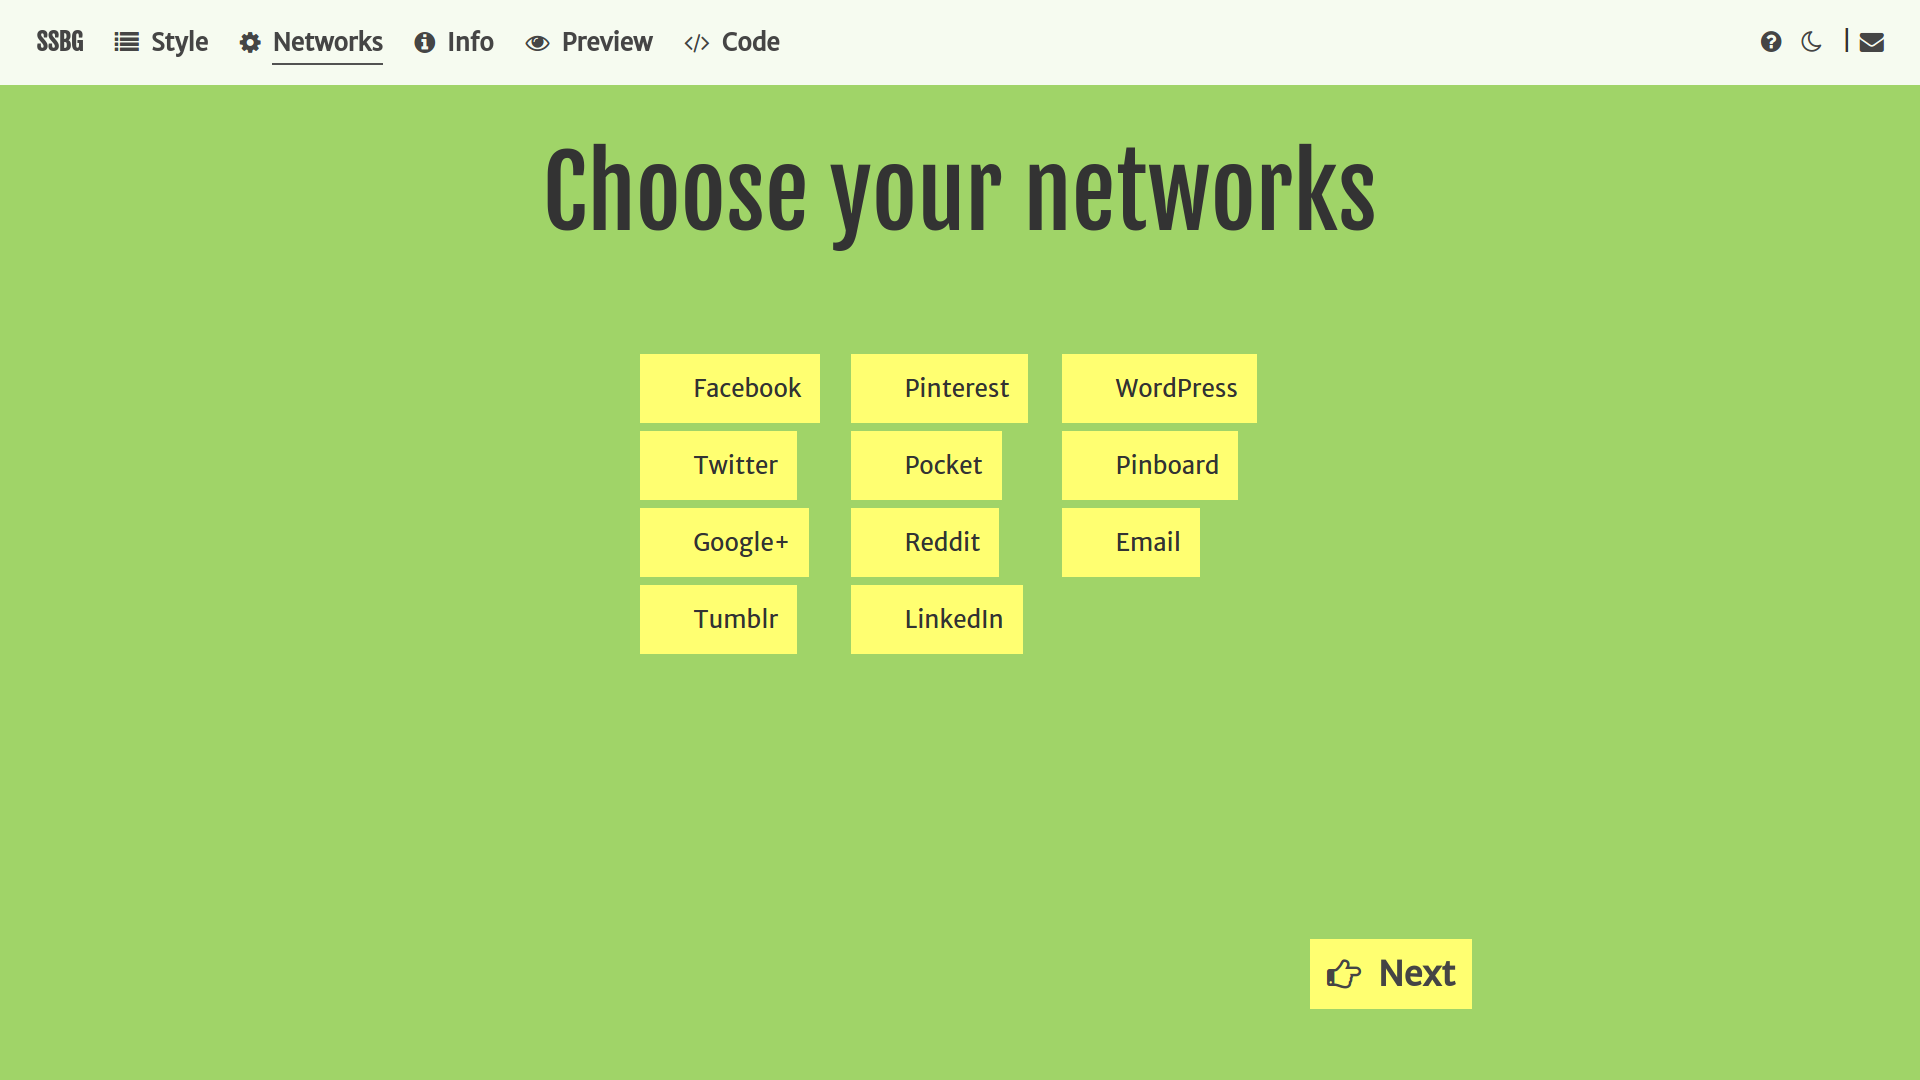 SSBG Style Networks Info Preview </> Code
Choose your networks
Facebook Pinterest WordPress
Twitter Pocket Pinboard
Google+ Reddit Email
Tumblr LinkedIn
Next